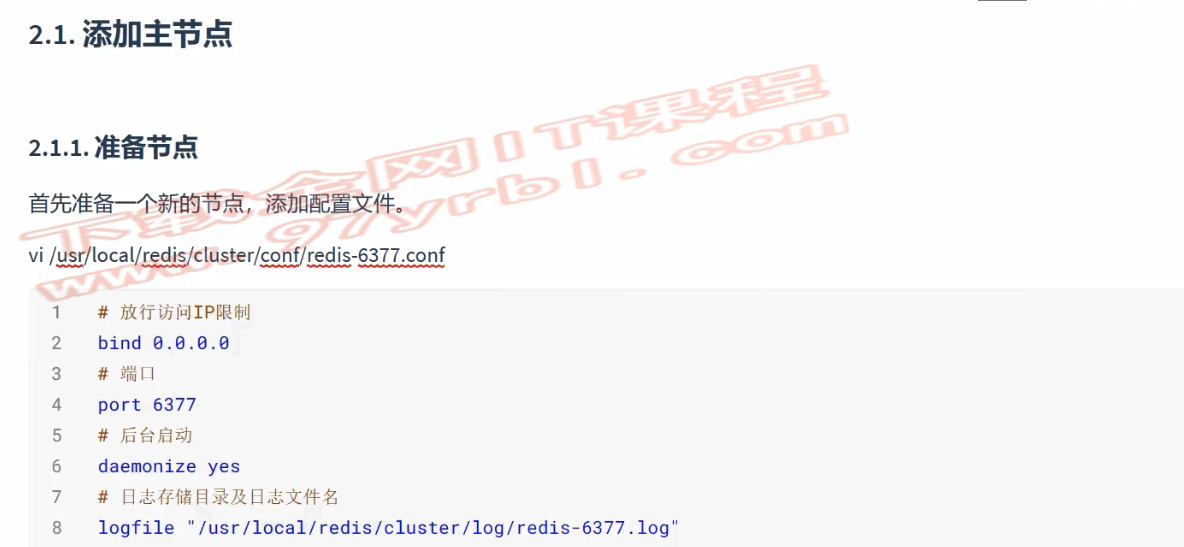 2.1. 添加主节点
2.1.1. 准备节点
首先准备一个新的节点，添加配置文件。
vi /usr/local/redis/cluster/conf/redis-6377.conf
1 # 放行访问IP限制
2 bind 0.0.0.0
3 # 端口
4 port 6377
5 # 后台启动
6 daemonize yes
7 # 日志存储目录及日志文件名
8 logfile "/usr/local/redis/cluster/log/redis-6377.log"
下载会网IT课程
www.97yrbl.com